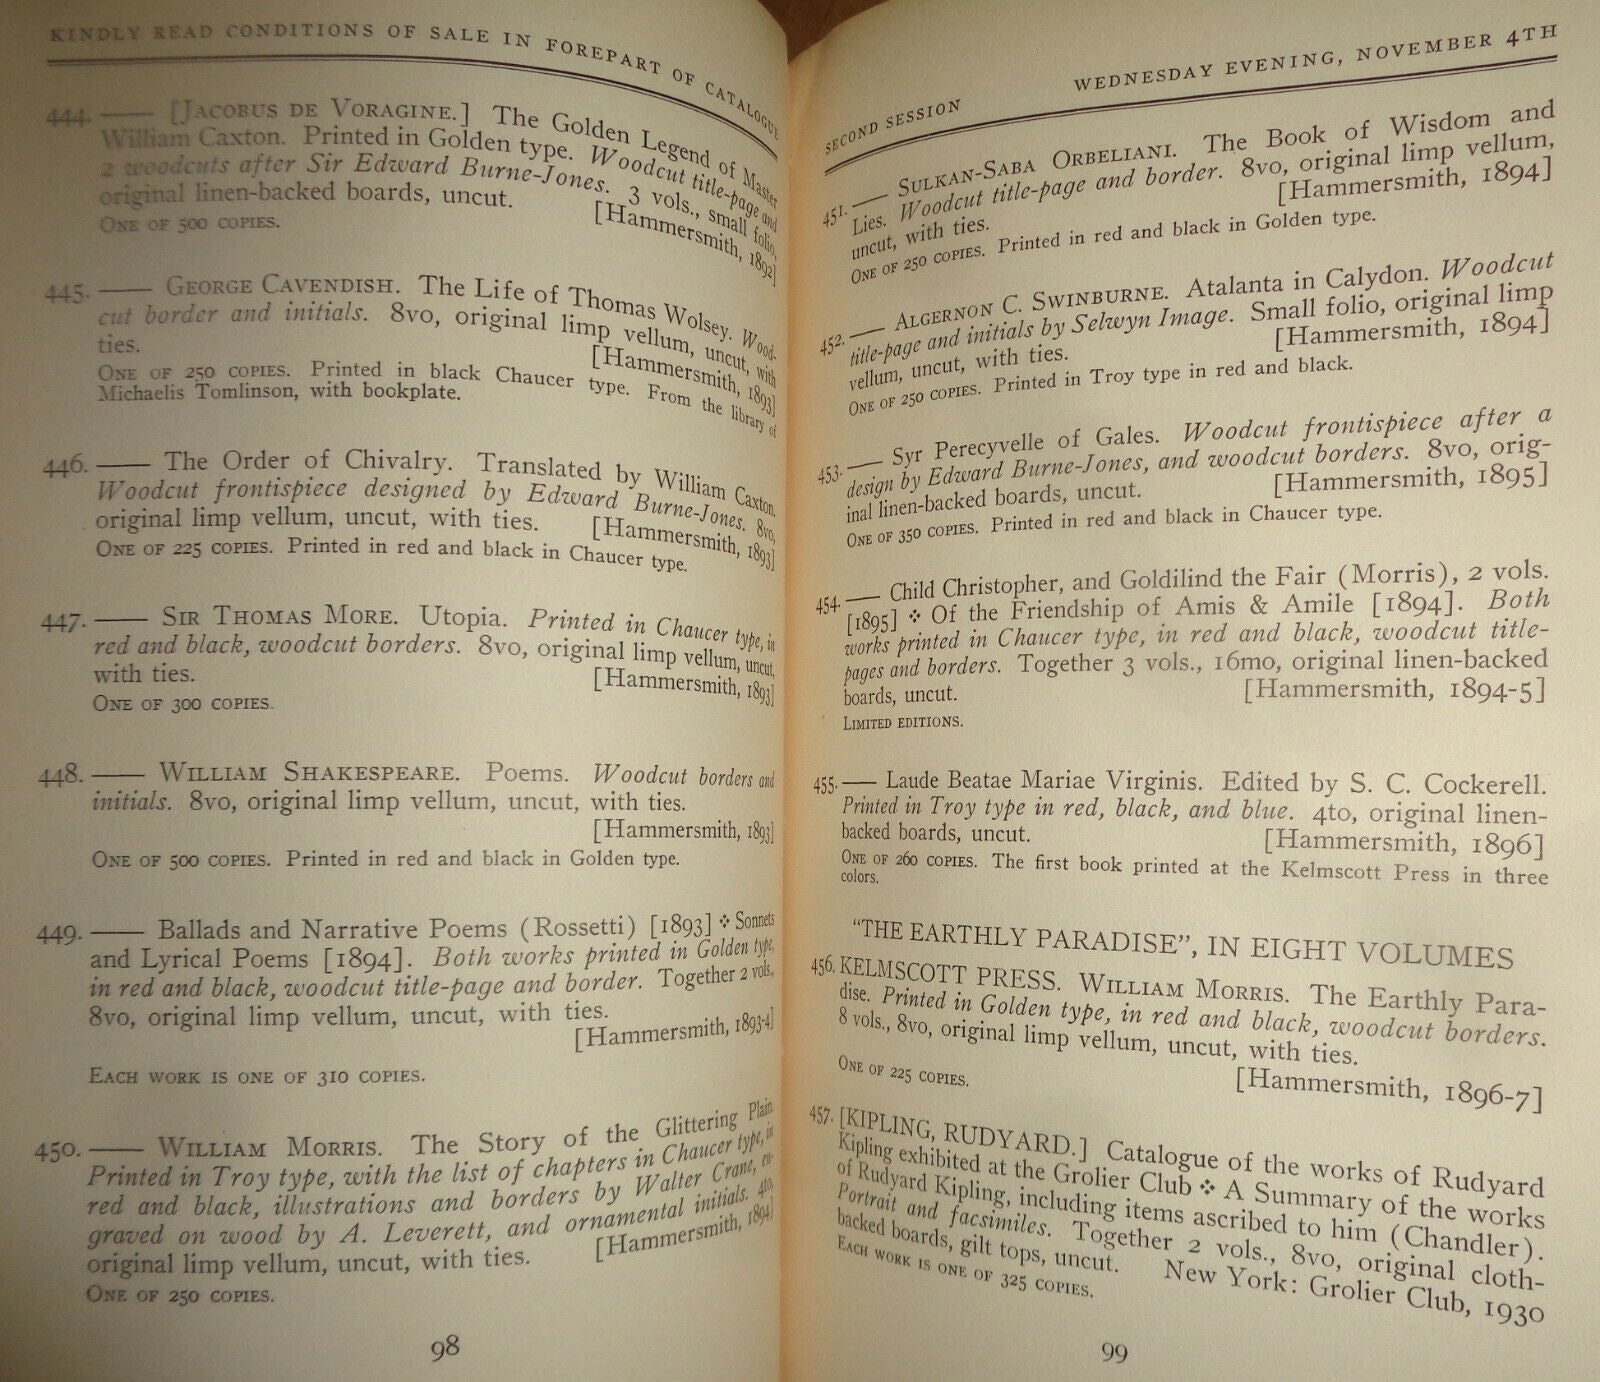 KINDLY READ CONDITIONS OF SALE IN FOREPART OF CATALOGUE
444. —— [Jacobus de Voragine.] The Golden Legend of Master
William Caxton. Printed in Golden type. Woodcut title-page and
2 woodcuts after Sir Edward Burne-Jones. 3 vols., small folio,
original linen-backed boards, uncut. [Hammersmith, 1892]
One of 500 copies.
445. —— George Cavendish. The Life of Thomas Wolsey. Wood-
cut border and initials. 8vo, original limp vellum, uncut, with
ties. [Hammersmith, 1893]
One of 250 copies. Printed in black Chaucer type. From the library of
Michaelis Tomlinson, with bookplate.
446. —— The Order of Chivalry. Translated by William Caxton.
Woodcut frontispiece designed by Edward Burne-Jones. 8vo,
original limp vellum, uncut, with ties. [Hammersmith, 1893]
One of 225 copies. Printed in red and black in Chaucer type.
447. —— Sir Thomas More. Utopia. Printed in Chaucer type, in
red and black, woodcut borders. 8vo, original limp vellum, uncut,
with ties. [Hammersmith, 1893]
One of 300 copies.
448. —— William Shakespeare. Poems. Woodcut borders and
initials. 8vo, original limp vellum, uncut, with ties.
[Hammersmith, 1893]
One of 500 copies. Printed in red and black in Golden type.
449. —— Ballads and Narrative Poems (Rossetti) [1893] ⁘ Sonnets
and Lyrical Poems [1894]. Both works printed in Golden type,
in red and black, woodcut title-page and border. Together 2 vols.,
8vo, original limp vellum, uncut, with ties.
[Hammersmith, 1893-4]
Each work is one of 310 copies.
450. —— William Morris. The Story of the Glittering Plain.
Printed in Troy type, with the list of chapters in Chaucer type, in
red and black, illustrations and borders by Walter Crane, en-
graved on wood by A. Leverett, and ornamental initials. 4to,
original limp vellum, uncut, with ties. [Hammersmith, 1894]
One of 250 copies.
98
SECOND SESSION WEDNESDAY EVENING, NOVEMBER 4TH
451. —— Sulkan-Saba Orbeliani. The Book of Wisdom and
Lies. Woodcut title-page and border. 8vo, original limp vellum,
uncut, with ties. [Hammersmith, 1894]
One of 250 copies. Printed in red and black in Golden type.
452. —— Algernon C. Swinburne. Atalanta in Calydon. Woodcut
title-page and initials by Selwyn Image. Small folio, original limp
vellum, uncut, with ties. [Hammersmith, 1894]
One of 250 copies. Printed in Troy type in red and black.
453. —— Syr Perecyvelle of Gales. Woodcut frontispiece after a
design by Edward Burne-Jones, and woodcut borders. 8vo, orig-
inal linen-backed boards, uncut. [Hammersmith, 1895]
One of 350 copies. Printed in red and black in Chaucer type.
454. —— Child Christopher, and Goldilind the Fair (Morris), 2 vols.
[1895] ⁘ Of the Friendship of Amis & Amile [1894]. Both
works printed in Chaucer type, in red and black, woodcut title-
pages and borders. Together 3 vols., 16mo, original linen-backed
boards, uncut. [Hammersmith, 1894-5]
Limited editions.
455. —— Laude Beatae Mariae Virginis. Edited by S. C. Cockerell.
Printed in Troy type in red, black, and blue. 4to, original linen-
backed boards, uncut. [Hammersmith, 1896]
One of 260 copies. The first book printed at the Kelmscott Press in three
colors.
"THE EARTHLY PARADISE", IN EIGHT VOLUMES
456. KELMSCOTT PRESS. William Morris. The Earthly Para-
dise. Printed in Golden type, in red and black, woodcut borders.
8 vols., 8vo, original limp vellum, uncut, with ties.
[Hammersmith, 1896-7]
One of 225 copies.
457. [KIPLING, RUDYARD.] Catalogue of the works of Rudyard
Kipling exhibited at the Grolier Club ⁘ A Summary of the works
of Rudyard Kipling, including items ascribed to him (Chandler).
Portrait and facsimiles. Together 2 vols., 8vo, original cloth-
backed boards, gilt tops, uncut. New York: Grolier Club, 1930
Each work is one of 325 copies.
99